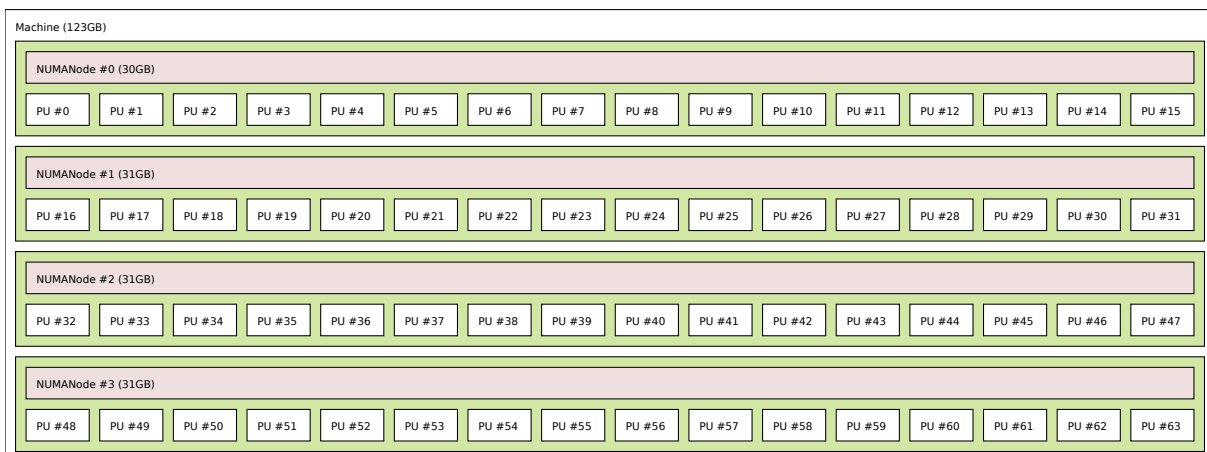 Machine (123GB)
NUMANode #0 (30GB)
PU #0 PU #1 PU #2 PU #3 PU #4 PU #5 PU #6 PU #7 PU #8 PU #9 PU #10 PU #11 PU #12 PU #13 PU #14 PU #15
NUMANode #1 (31GB)
PU #16 PU #17 PU #18 PU #19 PU #20 PU #21 PU #22 PU #23 PU #24 PU #25 PU #26 PU #27 PU #28 PU #29 PU #30 PU #31
NUMANode #2 (31GB)
PU #32 PU #33 PU #34 PU #35 PU #36 PU #37 PU #38 PU #39 PU #40 PU #41 PU #42 PU #43 PU #44 PU #45 PU #46 PU #47
NUMANode #3 (31GB)
PU #48 PU #49 PU #50 PU #51 PU #52 PU #53 PU #54 PU #55 PU #56 PU #57 PU #58 PU #59 PU #60 PU #61 PU #62 PU #63